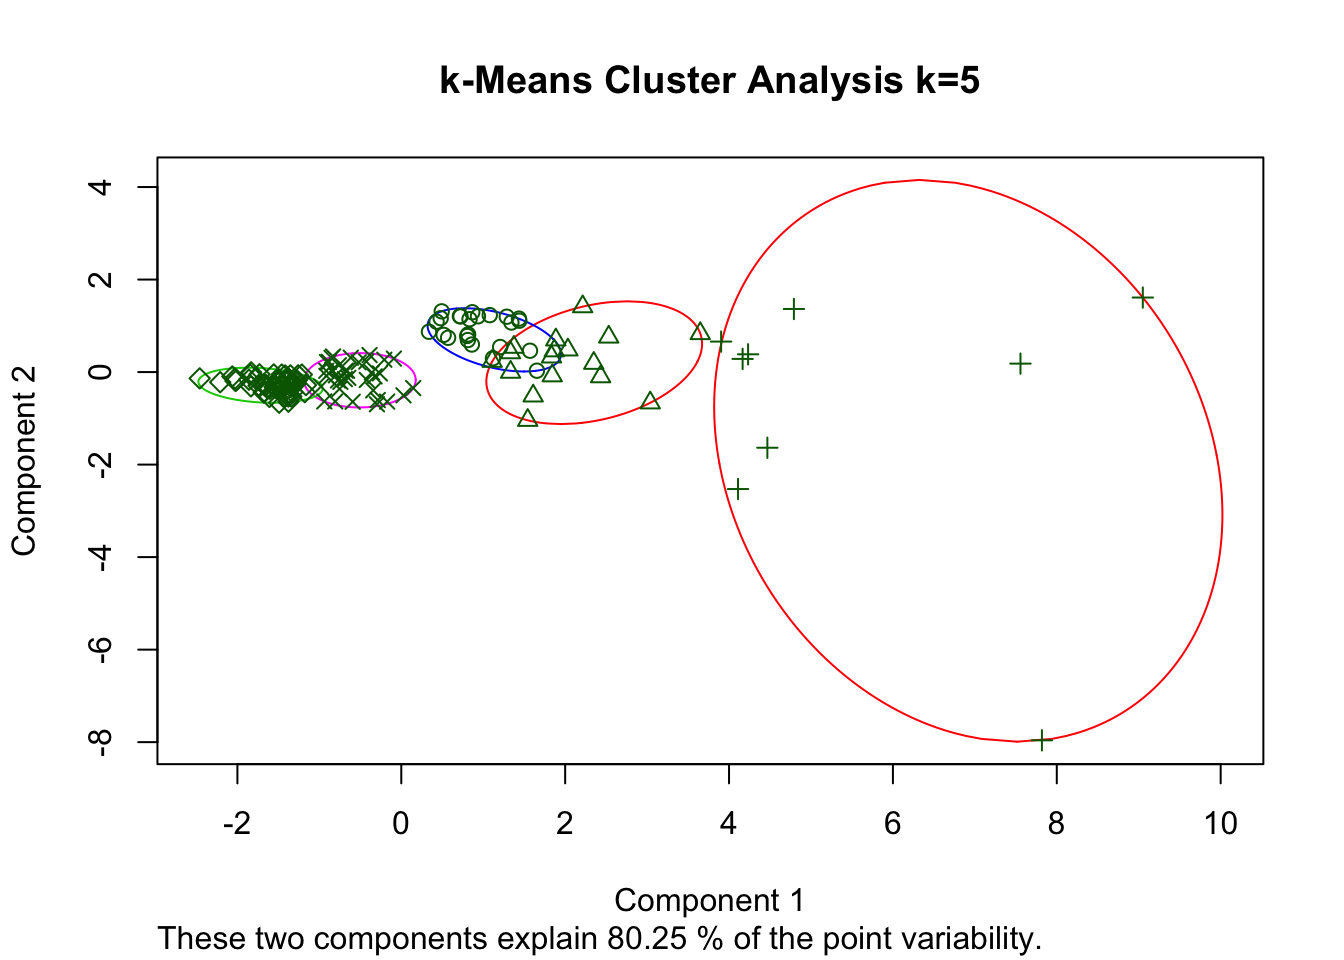 k-Means Cluster Analysis k=5
4
2
0
-2
-4
-6
-8
Component 2
-2 0 2 4 6 8 10
Component 1
These two components explain 80.25 % of the point variability.